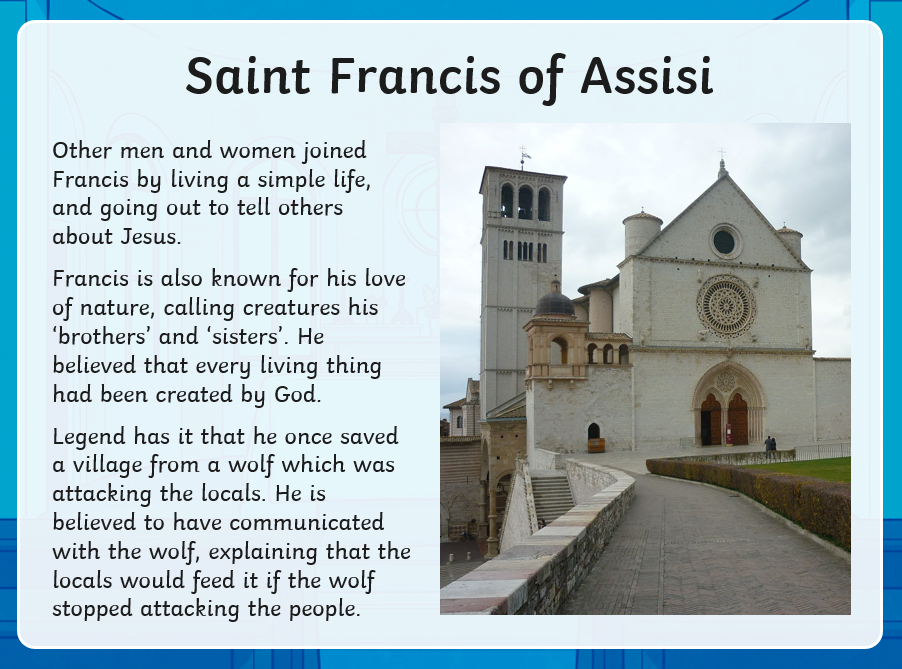 Saint Francis of Assisi
Other men and women joined
Francis by living a simple life,
and going out to tell others
about Jesus.
Francis is also known for his love
of nature, calling creatures his
‘brothers’ and ‘sisters’. He
believed that every living thing
had been created by God.
Legend has it that he once saved
a village from a wolf which was
attacking the locals. He is
believed to have communicated
with the wolf, explaining that the
locals would feed it if the wolf
stopped attacking the people.